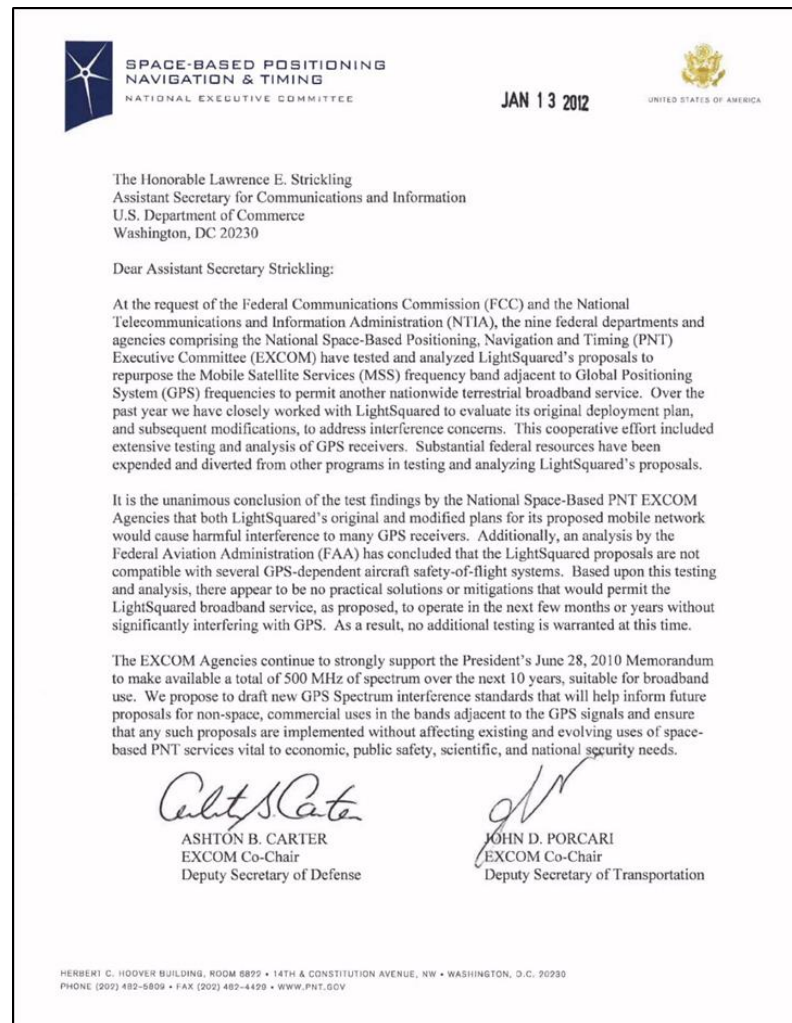 SPACE-BASED POSITIONING
NAVIGATION & TIMING
NATIONAL EXECUTIVE COMMITTEE
JAN 13 2012
UNITED STATES OF AMERICA
The Honorable Lawrence E. Strickling
Assistant Secretary for Communications and Information
U.S. Department of Commerce
Washington, DC 20230
Dear Assistant Secretary Strickling:
At the request of the Federal Communications Commission (FCC) and the National
Telecommunications and Information Administration (NTIA), the nine federal departments and
agencies comprising the National Space-Based Positioning, Navigation and Timing (PNT)
Executive Committee (EXCOM) have tested and analyzed LightSquared's proposals to
repurpose the Mobile Satellite Services (MSS) frequency band adjacent to Global Positioning
System (GPS) frequencies to permit another nationwide terrestrial broadband service. Over the
past year we have closely worked with LightSquared to evaluate its original deployment plan,
and subsequent modifications, to address interference concerns. This cooperative effort included
extensive testing and analysis of GPS receivers. Substantial federal resources have been
expended and diverted from other programs in testing and analyzing LightSquared's proposals.
It is the unanimous conclusion of the test findings by the National Space-Based PNT EXCOM
Agencies that both LightSquared's original and modified plans for its proposed mobile network
would cause harmful interference to many GPS receivers. Additionally, an analysis by the
Federal Aviation Administration (FAA) has concluded that the LightSquared proposals are not
compatible with several GPS-dependent aircraft safety-of-flight systems. Based upon this testing
and analysis, there appear to be no practical solutions or mitigations that would permit the
LightSquared broadband service, as proposed, to operate in the next few months or years without
significantly interfering with GPS. As a result, no additional testing is warranted at this time.
The EXCOM Agencies continue to strongly support the President's June 28, 2010 Memorandum
to make available a total of 500 MHz of spectrum over the next 10 years, suitable for broadband
use. We propose to draft new GPS Spectrum interference standards that will help inform future
proposals for non-space, commercial uses in the bands adjacent to the GPS signals and ensure
that any such proposals are implemented without affecting existing and evolving uses of space-
based PNT services vital to economic, public safety, scientific, and national security needs.
ASHTON B. CARTER
EXCOM Co-Chair
Deputy Secretary of Defense
JOHN D. PORCARI
EXCOM Co-Chair
Deputy Secretary of Transportation
HERBERT C. HOOVER BUILDING, ROOM 6822 • 14TH & CONSTITUTION AVENUE, NW • WASHINGTON, D.C. 20230
PHONE (202) 482-5809 • FAX (202) 482-4429 • WWW.PNT.GOV